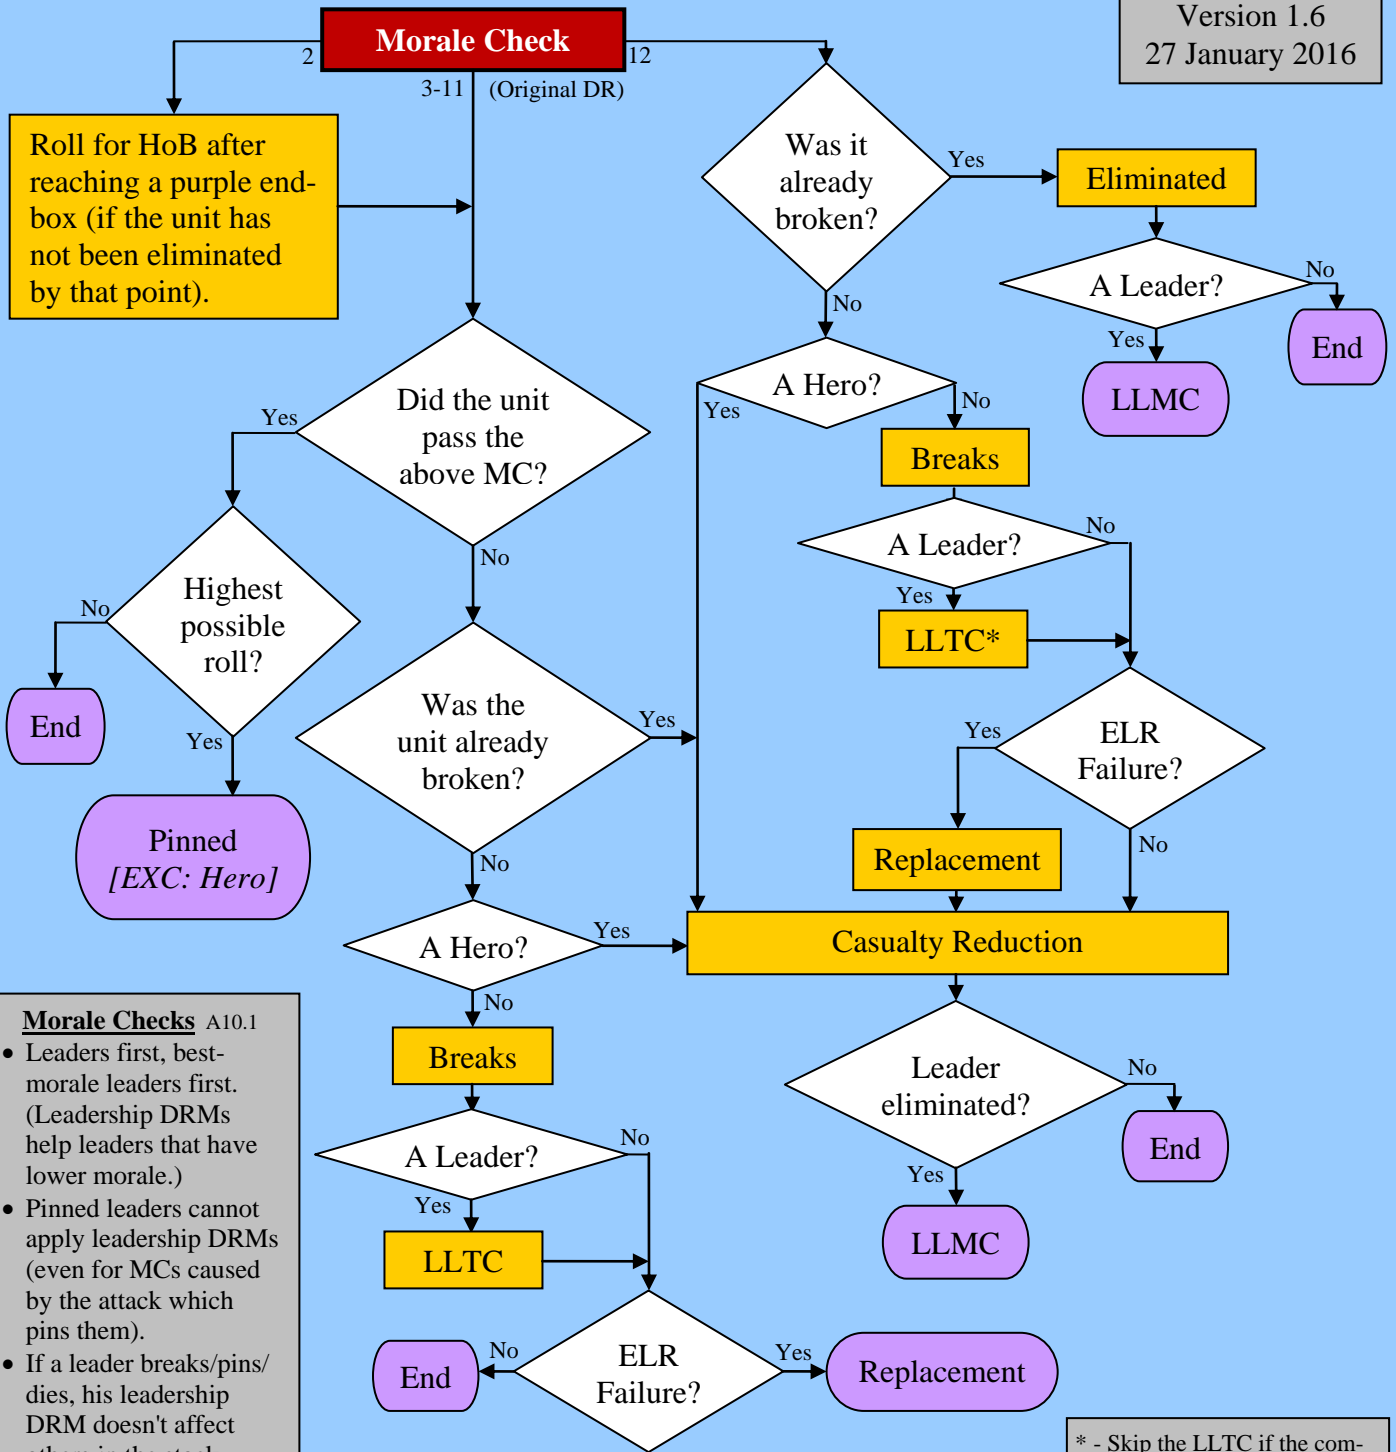 Version 1.6
27 January 2016
Morale Check
2
12
3-11
(Original DR)
Roll for HoB after
reaching a purple end-
box (if the unit has
not been eliminated
by that point).
Was it
already
broken?
Yes
Eliminated
No
A Leader?
No
Yes
End
LLMC
A Hero?
Yes
No
Breaks
A Leader?
No
Yes
LLTC*
ELR
Failure?
Yes
No
Replacement
Casualty Reduction
Leader
eliminated?
No
Yes
End
LLMC
Did the unit
pass the
above MC?
Yes
No
Highest
possible
roll?
No
Yes
End
Pinned
[EXC: Hero]
Was the
unit already
broken?
Yes
No
A Hero?
Yes
No
Breaks
A Leader?
No
Yes
LLTC
ELR
Failure?
No
Yes
End
Replacement
Morale Checks A10.1
• Leaders first, best-
morale leaders first.
(Leadership DRMs
help leaders that have
lower morale.)
• Pinned leaders cannot
apply leadership DRMs
(even for MCs caused
by the attack which
pins them).
• If a leader breaks/pins/
dies, his leadership
DRM doesn't affect
* - Skip the LLTC if the com-